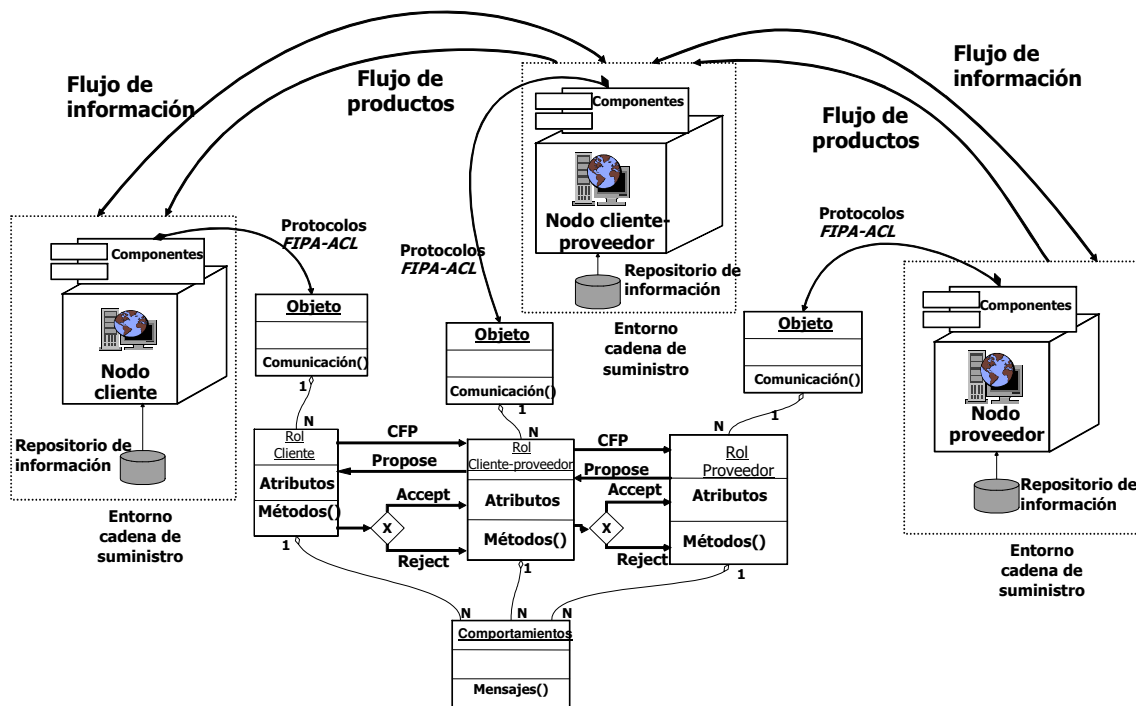 Flujo de
información
Flujo de
productos
Flujo de
información
Flujo de
productos
Componentes
Nodo cliente-
proveedor
Repositorio de
información
Entorno
cadena de
suministro
Protocolos
FIPA-ACL
Protocolos
FIPA-ACL
Protocolos
FIPA-ACL
Componentes
Nodo
cliente
Repositorio de
información
Entorno
cadena de
suministro
Componentes
Nodo
proveedor
Repositorio de
información
Entorno
cadena de
suministro
Objeto
Comunicación()
1
N
Objeto
Comunicación()
1
N
Objeto
Comunicación()
1
N
Rol
Cliente
Atributos
Métodos()
1
CFP
Propose
Accept
X
Reject
Rol
Cliente-proveedor
Atributos
Métodos()
1
CFP
Propose
Accept
X
Reject
Rol
Proveedor
Atributos
Métodos()
1
N
N
N
Comportamientos
Mensajes()